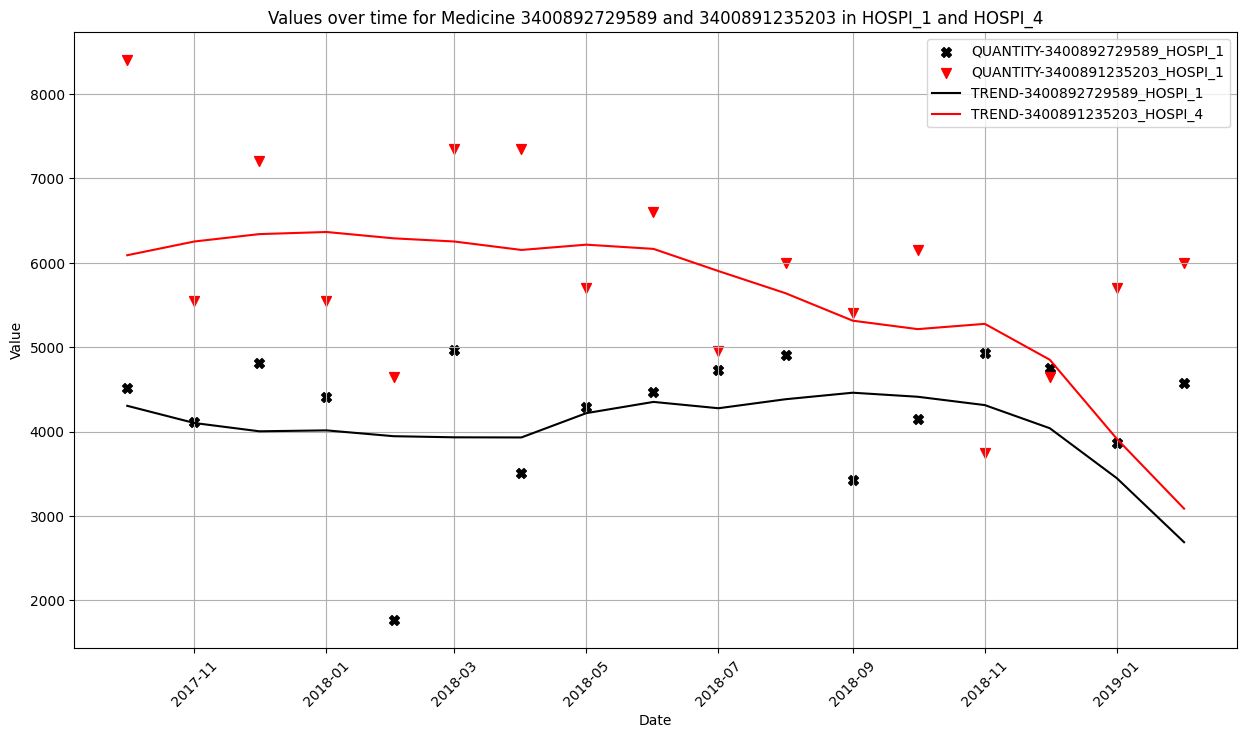 Values over time for Medicine 3400892729589 and 3400891235203 in HOSPI_1 and HOSPI_4
QUANTITY-3400892729589_HOSPI_1
QUANTITY-3400891235203_HOSPI_1
TREND-3400892729589_HOSPI_1
TREND-3400891235203_HOSPI_4
8000
7000
6000
5000
4000
3000
2000
Value
2017-11
2018-01
2018-03
2018-05
2018-07
2018-09
2018-11
2019-01
Date